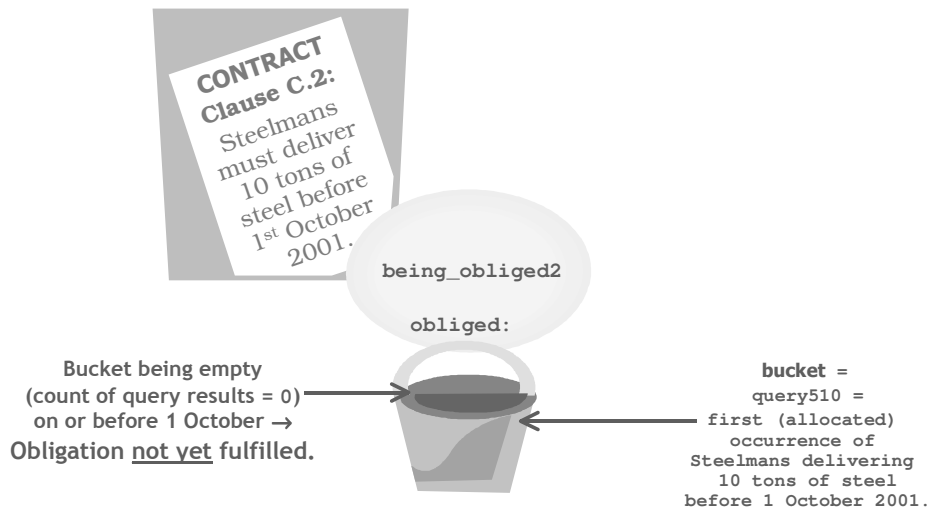 CONTRACT
Clause C.2:
Steelmans
must deliver
10 tons of
steel before
1st October
2001.
being_obliged2
obliged:
Bucket being empty
(count of query results = 0)
on or before 1 October →
Obligation not yet fulfilled.
bucket =
query510 =
first (allocated)
occurrence of
Steelmans delivering
10 tons of steel
before 1 October 2001.